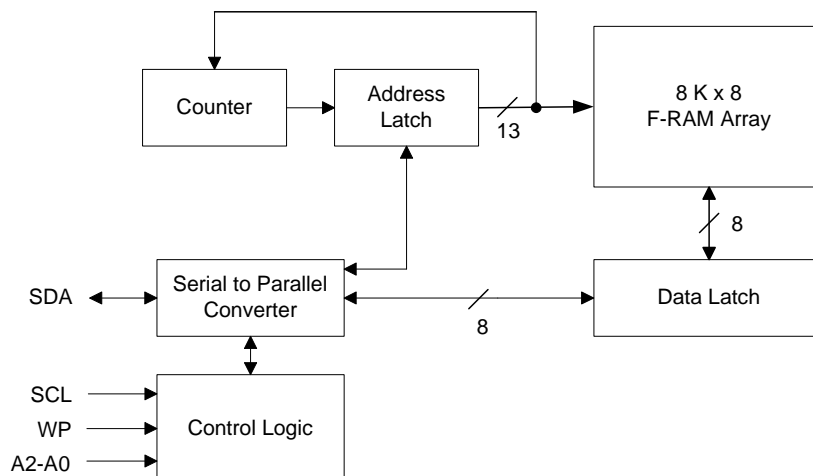 Counter
Address
Latch
13
8 K x 8
F-RAM Array
8
SDA
Serial to Parallel
Converter
8
Data Latch
SCL
WP
A2-A0
Control Logic